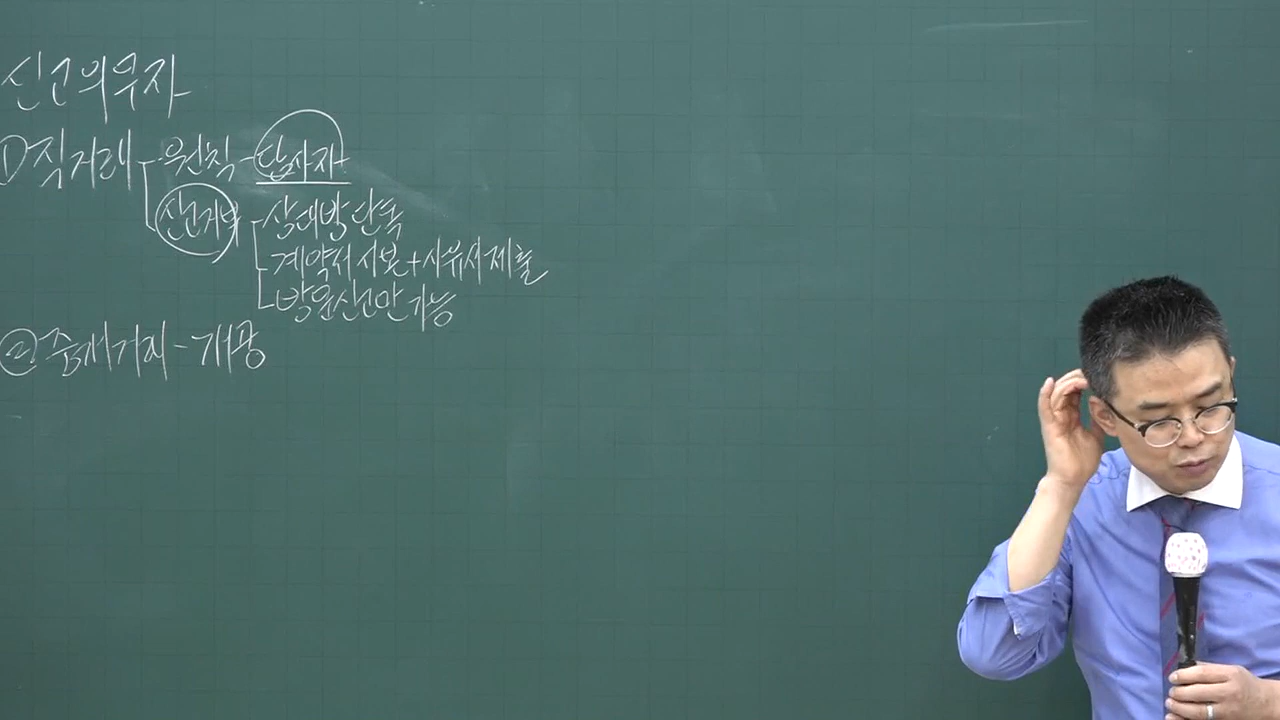 신고의무자
① 직거래 - 원칙 - 당사자
신고거부 - 상대방 단독
- 계약서 사본 + 사유서 제출
- 방문신고만 가능
② 중개거래 - 개공